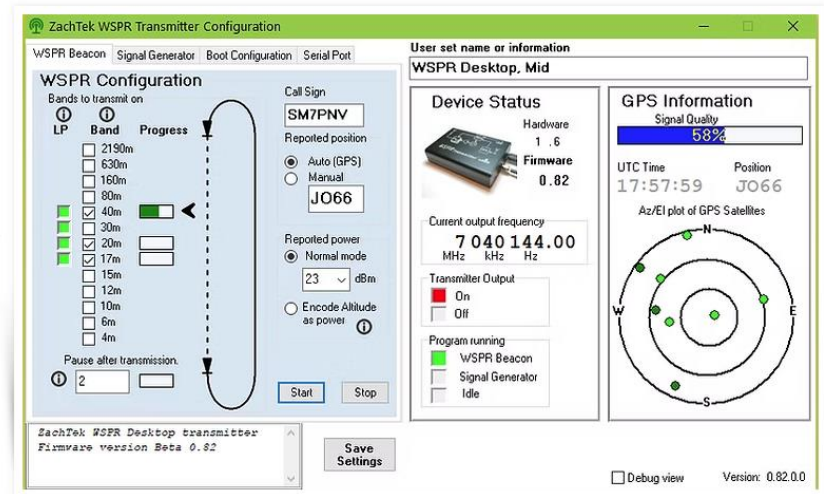 ZachTek WSPR Transmitter Configuration
WSPR Beacon Signal Generator Boot Configuration Serial Port
WSPR Configuration
Bands to transmit on
LP Band Progress
2190m
630m
160m
80m
40m
30m
20m
17m
15m
12m
10m
6m
4m
Pause after transmission.
2
Call Sign
SM7PNV
Reported position
Auto (GPS)
Manual
JO66
Reported power
Normal mode
23 dBm
Encode Altitude
as power
Start Stop
ZachTek WSPR Desktop transmitter
Firmware version Beta 0.82
Save
Settings
User set name or information
WSPR Desktop, Mid
Device Status
Hardware
1 .6
Firmware
0.82
Current output frequency
7 040 144.00
MHz kHz Hz
Transmitter Output
On
Off
Program running
WSPR Beacon
Signal Generator
Idle
GPS Information
Signal Quality
58%
UTC Time Position
17:57:59 JO66
Az/El plot of GPS Satellites
N
W E
S
Debug view Version: 0.82.0.0